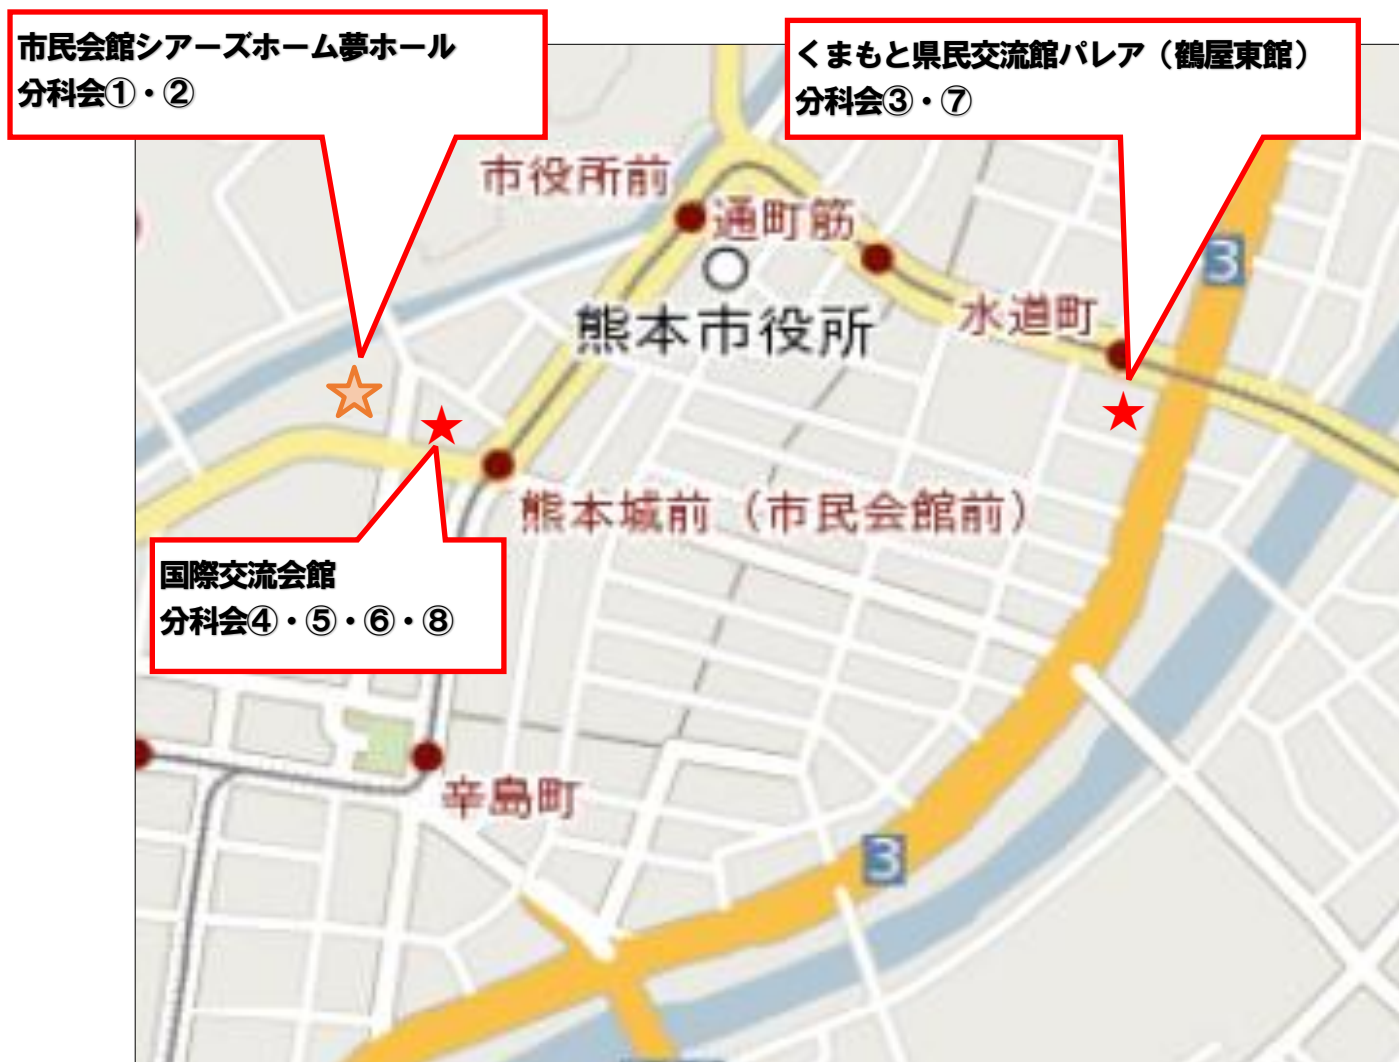 市民会館シアーズホーム夢ホール
分科会①・②
くまもと県民交流館パレア（鶴屋東館）
分科会③・⑦
市役所前
通町筋
3
水道町
熊本市役所
熊本城前（市民会館前）
国際交流会館
分科会④・⑤・⑥・⑧
辛島町
3